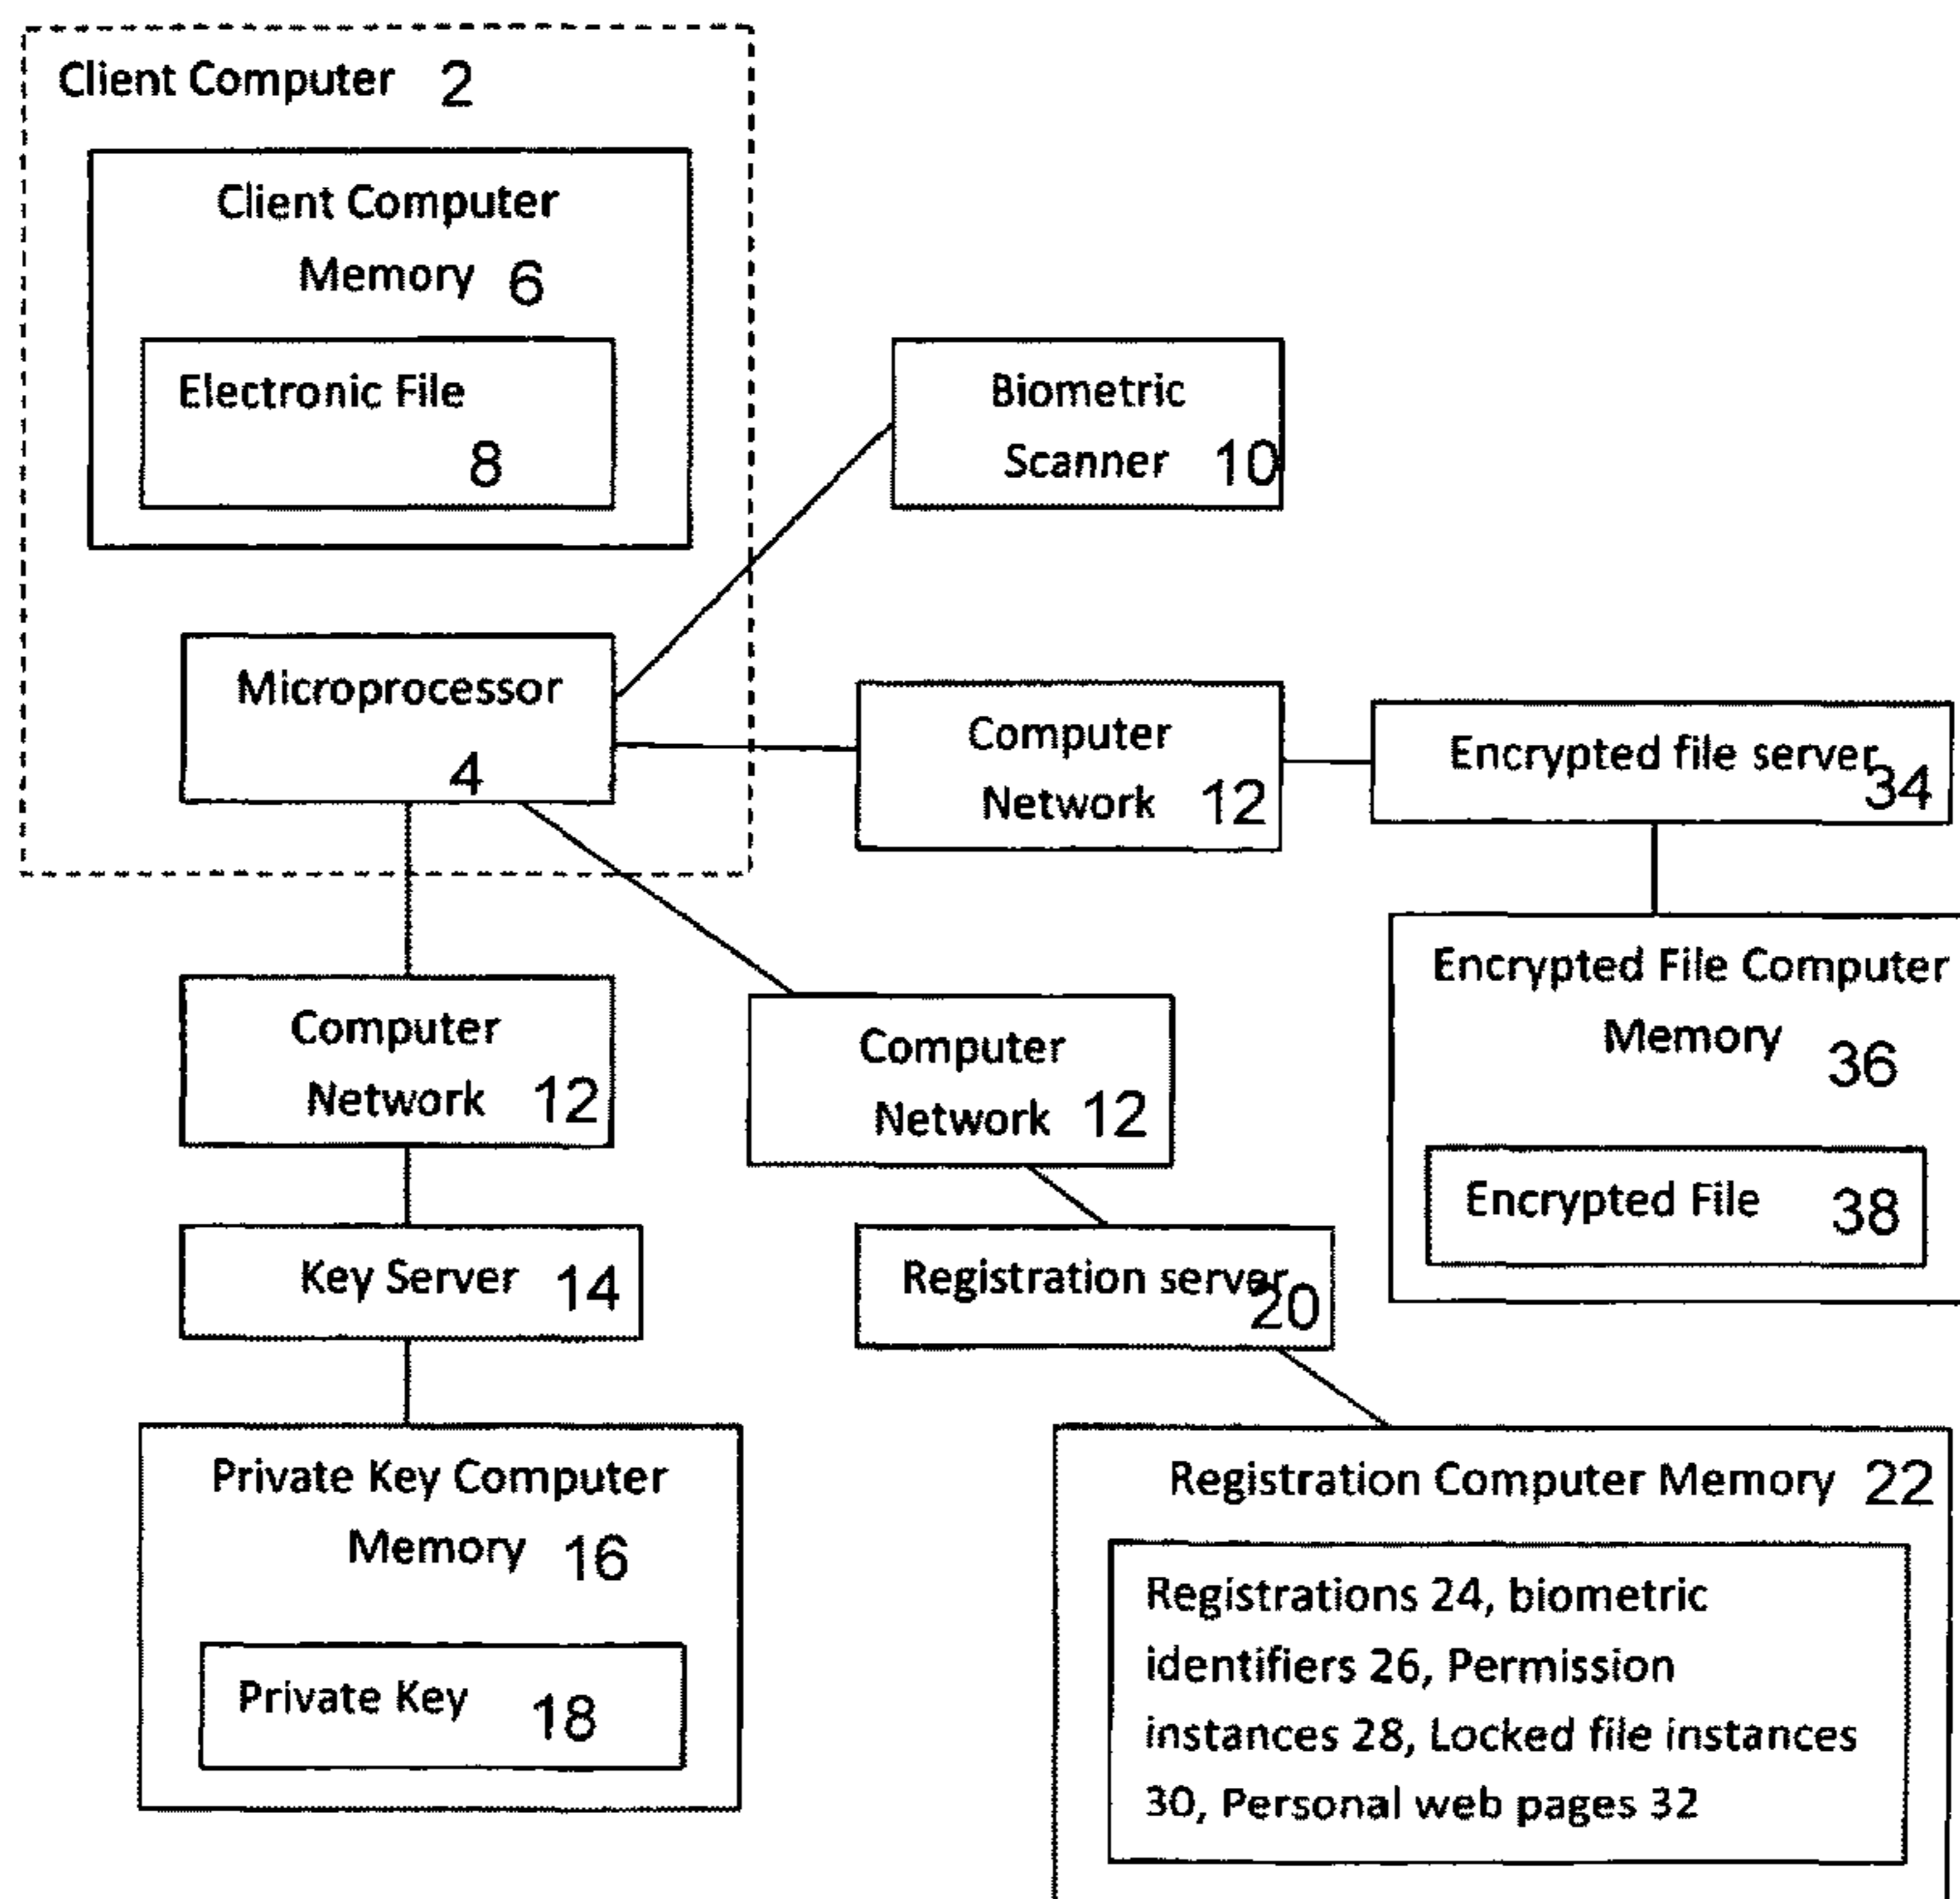 Client Computer 2
Client Computer
Memory 6
Electronic File
8
Biometric
Scanner 10
Microprocessor
4
Computer
Network 12
Encrypted file server
34
Encrypted File Computer
Memory 36
Encrypted File 38
Computer
Network 12
Computer
Network 12
Key Server 14
Registration server
20
Private Key Computer
Memory 16
Private Key 18
Registration Computer Memory 22
Registrations 24, biometric
identifiers 26, Permission
instances 28, Locked file instances
30, Personal web pages 32